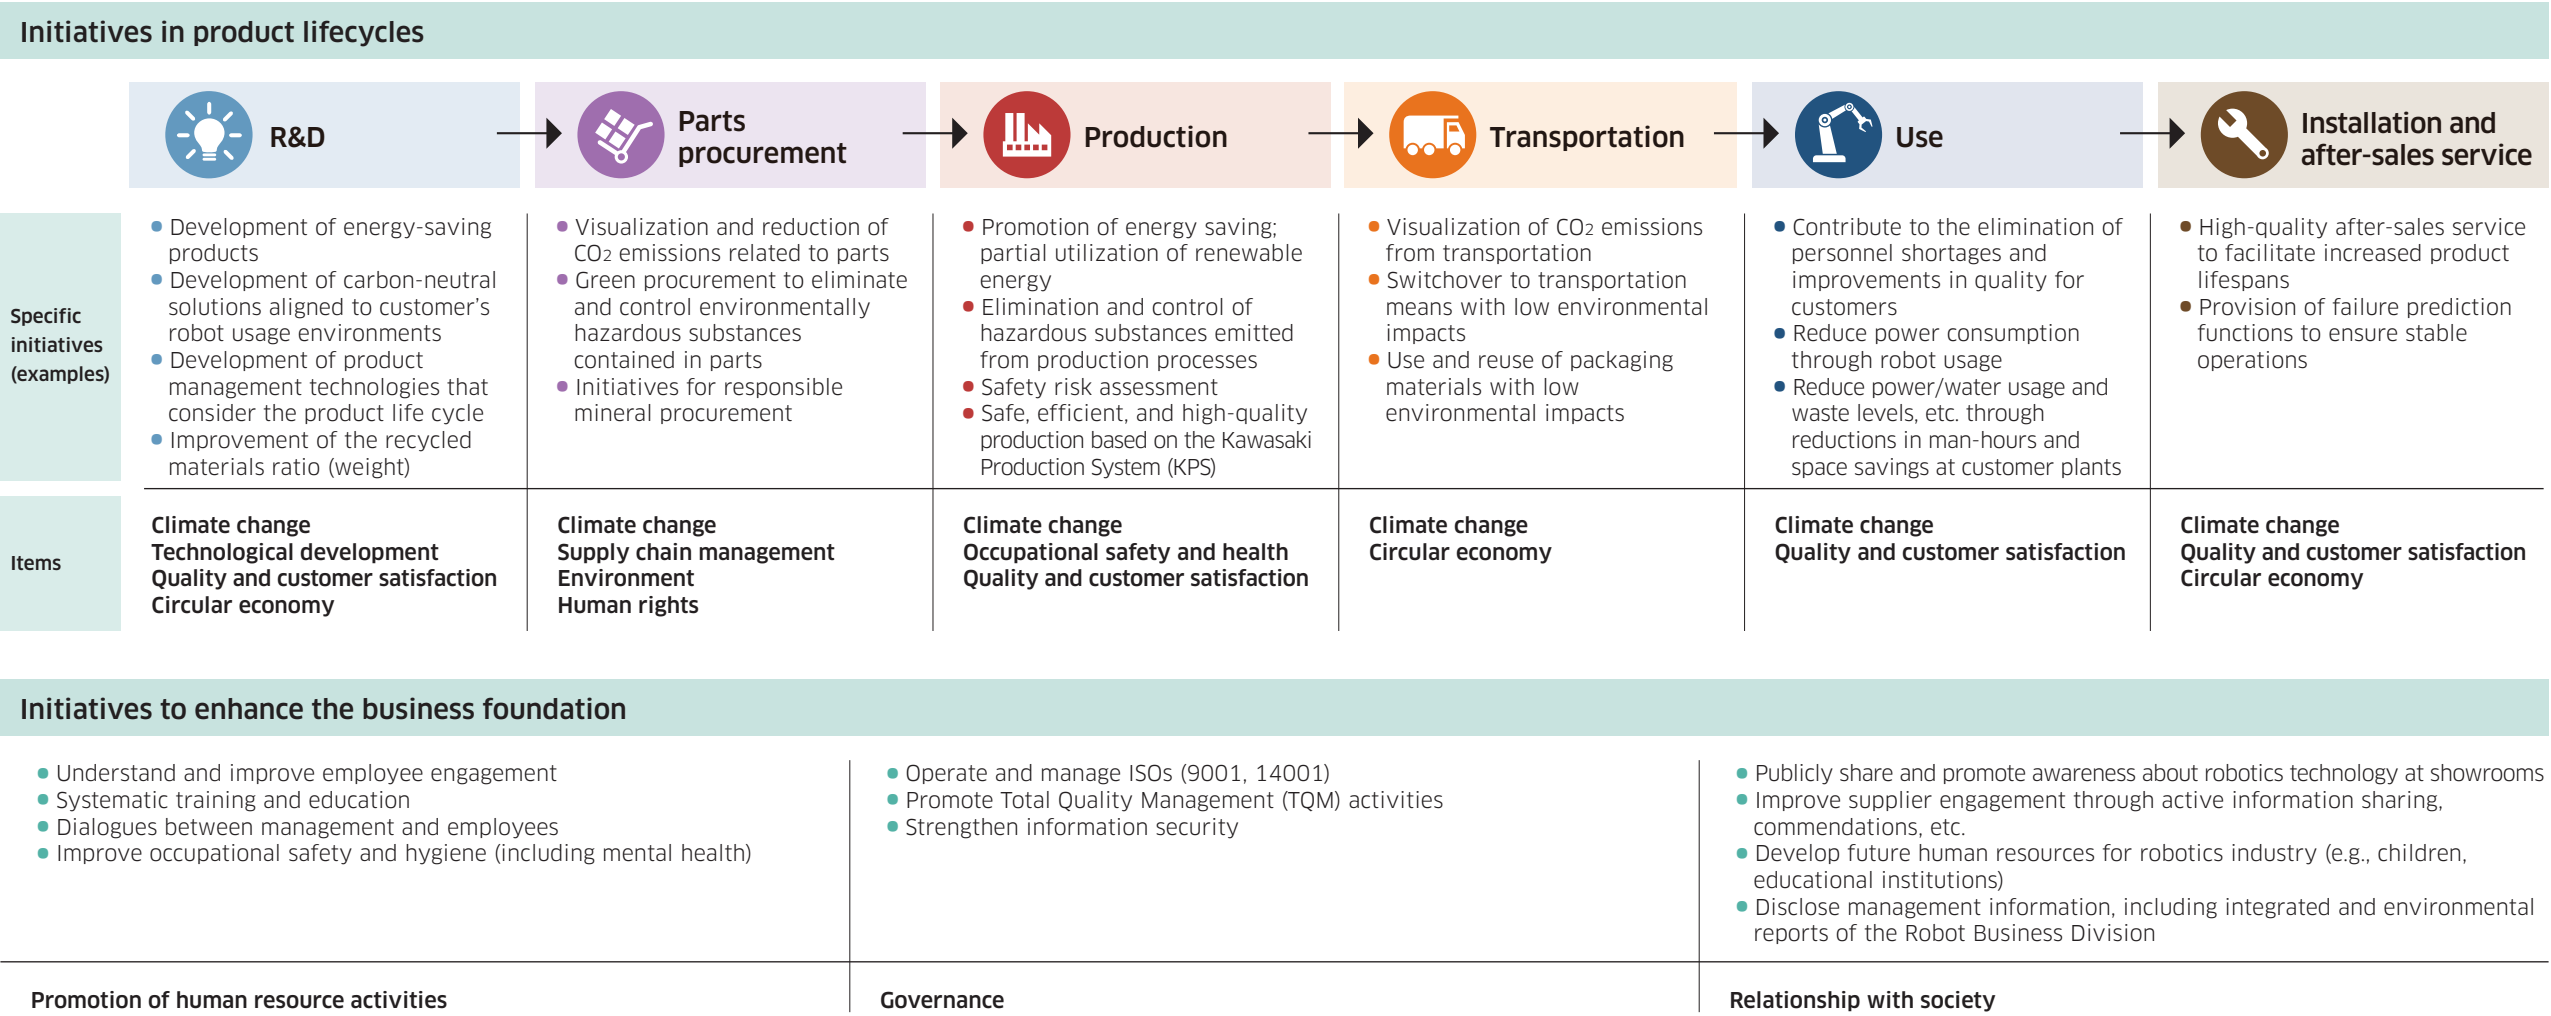 Initiatives in product lifecycles
R&D
Parts
procurement
Production
Transportation
Use
Installation and
after-sales service
Specific
initiatives
(examples)
• Development of energy-saving
products
• Development of carbon-neutral
solutions aligned to customer's
robot usage environments
• Development of product
management technologies that
consider the product life cycle
• Improvement of the recycled
materials ratio (weight)
• Visualization and reduction of
CO2 emissions related to parts
• Green procurement to eliminate
and control environmentally
hazardous substances
contained in parts
• Initiatives for responsible
mineral procurement
• Promotion of energy saving;
partial utilization of renewable
energy
• Elimination and control of
hazardous substances emitted
from production processes
• Safety risk assessment
• Safe, efficient, and high-quality
production based on the Kawasaki
Production System (KPS)
• Visualization of CO2 emissions
from transportation
• Switchover to transportation
means with low environmental
impacts
• Use and reuse of packaging
materials with low
environmental impacts
• Contribute to the elimination of
personnel shortages and
improvements in quality for
customers
• Reduce power consumption
through robot usage
• Reduce power/water usage and
waste levels, etc. through
reductions in man-hours and
space savings at customer plants
• High-quality after-sales service
to facilitate increased product
lifespans
• Provision of failure prediction
functions to ensure stable
operations
Items
Climate change
Technological development
Quality and customer satisfaction
Circular economy
Climate change
Supply chain management
Environment
Human rights
Climate change
Occupational safety and health
Quality and customer satisfaction
Climate change
Circular economy
Climate change
Quality and customer satisfaction
Climate change
Quality and customer satisfaction
Circular economy
Initiatives to enhance the business foundation
• Understand and improve employee engagement
• Systematic training and education
• Dialogues between management and employees
• Improve occupational safety and hygiene (including mental health)
• Operate and manage ISOs (9001, 14001)
• Promote Total Quality Management (TQM) activities
• Strengthen information security
• Publicly share and promote awareness about robotics technology at showrooms
• Improve supplier engagement through active information sharing,
commendations, etc.
• Develop future human resources for robotics industry (e.g., children,
educational institutions)
• Disclose management information, including integrated and environmental
reports of the Robot Business Division
Promotion of human resource activities
Governance
Relationship with society